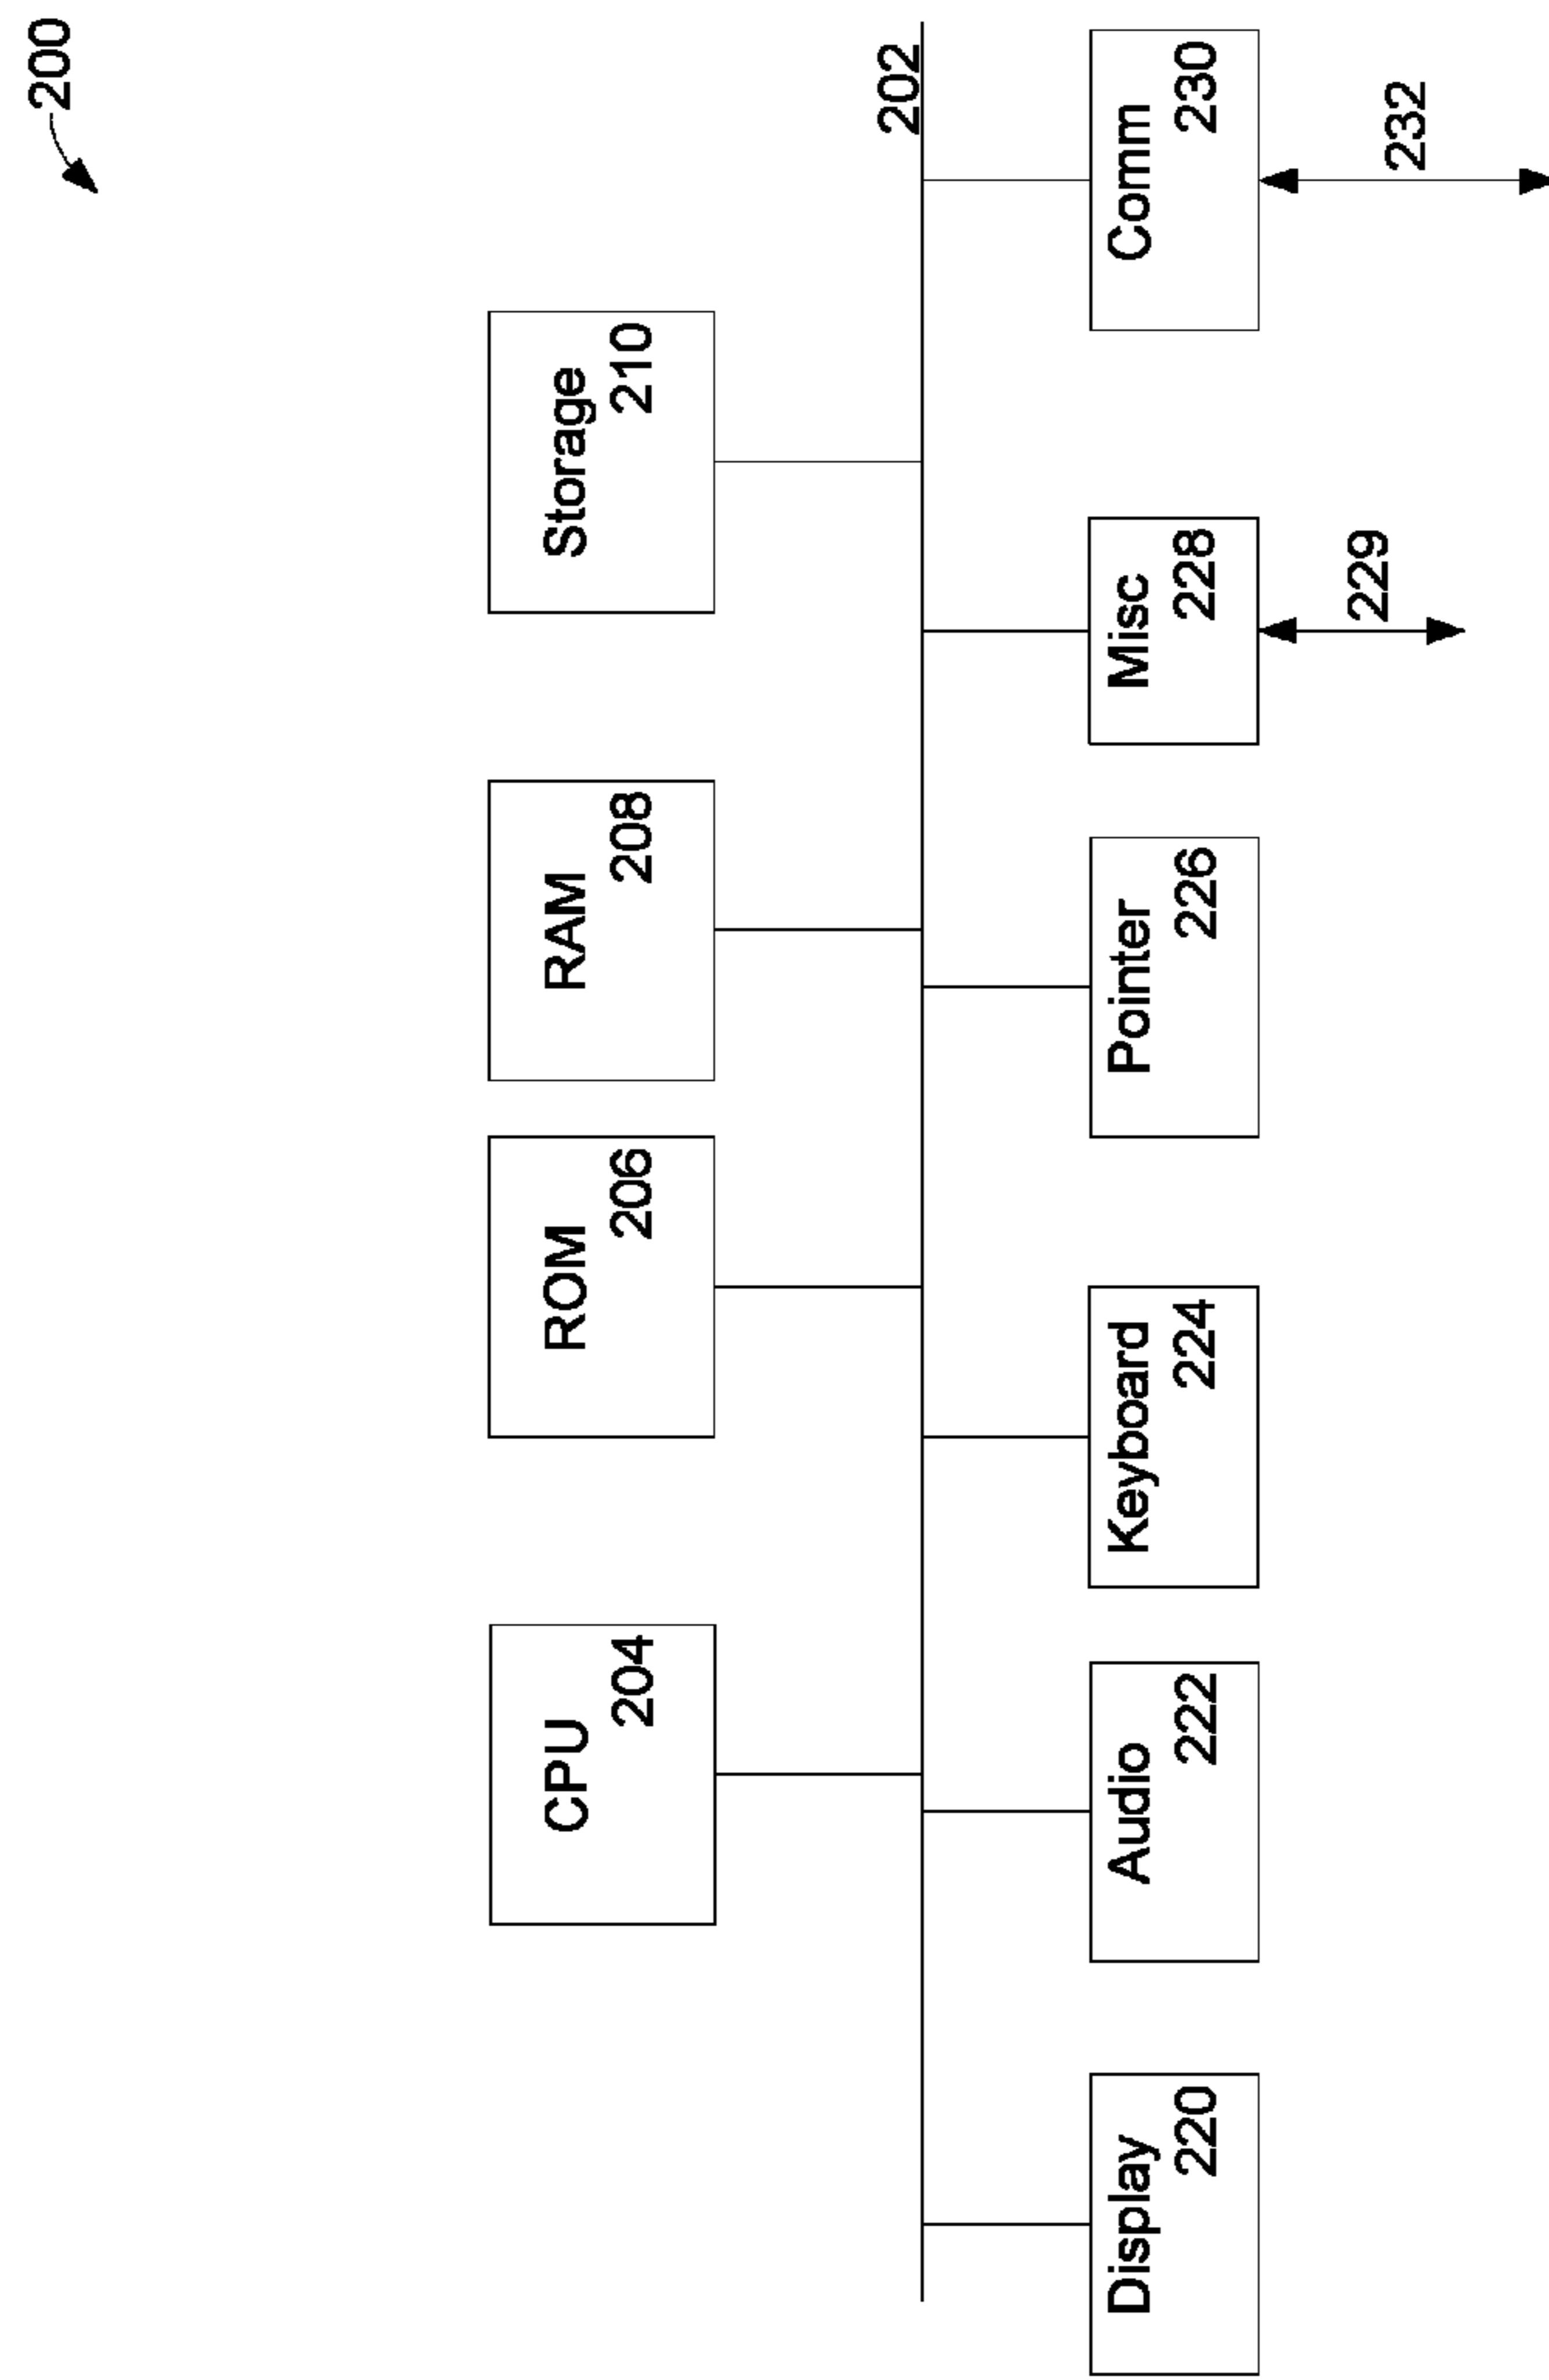 200
CPU
204
ROM
206
RAM
208
Storage
210
202
Display
220
Audio
222
Keyboard
224
Pointer
226
Misc
228
Comm
230
229
232